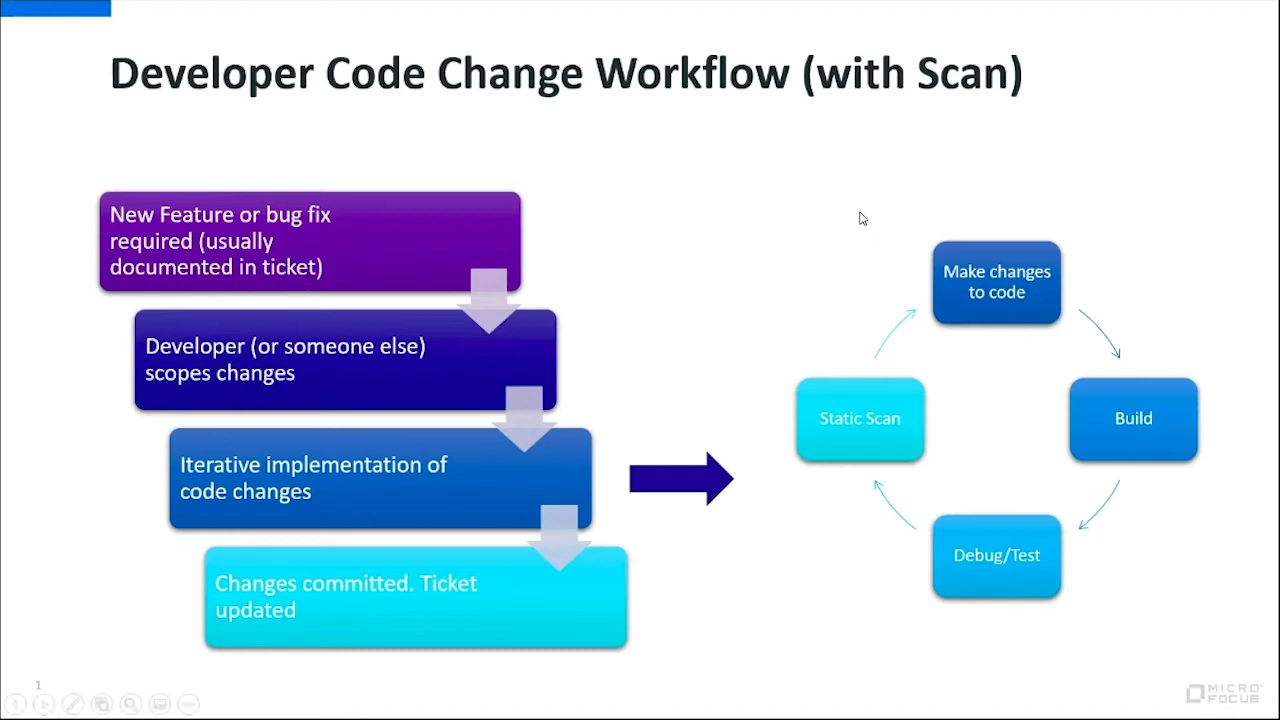 Developer Code Change Workflow (with Scan)
New Feature or bug fix
required (usually
documented in ticket)
Developer (or someone else)
scopes changes
Iterative implementation of
code changes
Changes committed. Ticket
updated
Make changes
to code
Build
Debug/Test
Static Scan
1
MICRO
FOCUS